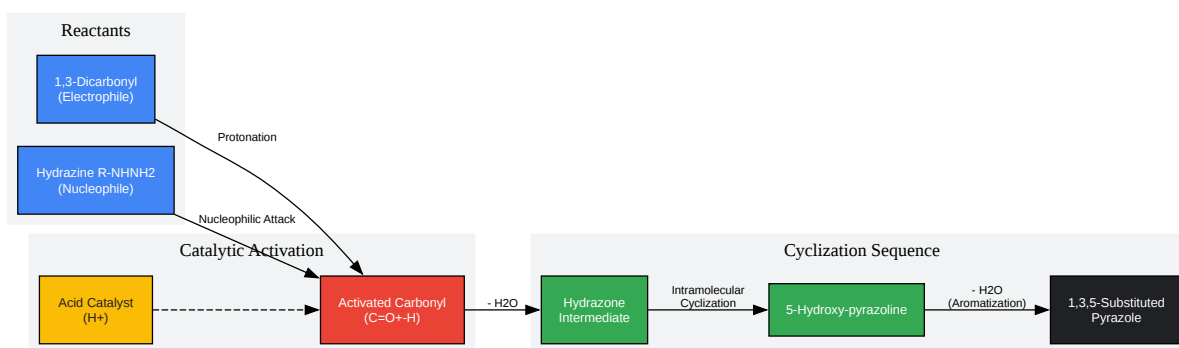 Reactants
1,3-Dicarbonyl
(Electrophile)
Protonation
Hydrazine R-NHNH2
(Nucleophile)
Nucleophilic Attack
Catalytic Activation
Acid Catalyst
(H+)
Activated Carbonyl
(C=O+-H)
- H2O
Cyclization Sequence
Hydrazone
Intermediate
Intramolecular
Cyclization
5-Hydroxy-pyrazoline
- H2O
(Aromatization)
1,3,5-Substituted
Pyrazole